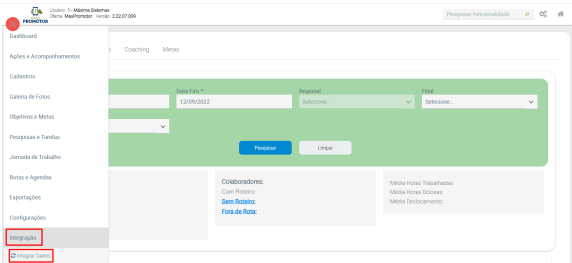 PROMOTOR
Usuário: 1 - Máxima Sistemas
Oferta: MaxPromotor Versão: 2.22.07.009
Pesquisar funcionalidade
Dashboard
Ações e Acompanhamentos
Cadastros
Galeria de Fotos
Objetivos e Metas
Pesquisas e Tarefas
Jornada de Trabalho
Rotas e Agendas
Exportações
Configurações
Integração
Integrar Dados
o Coaching Metas
Data Fim * Regional Filial
12/09/2022 Selecione... Selecione...
Pesquisar Limpar
Colaboradores:
Com Roteiro:
Sem Roteiro:
Fora de Rota:
Média Horas Trabalhadas:
Média Horas Ociosas:
Média Deslocamento: